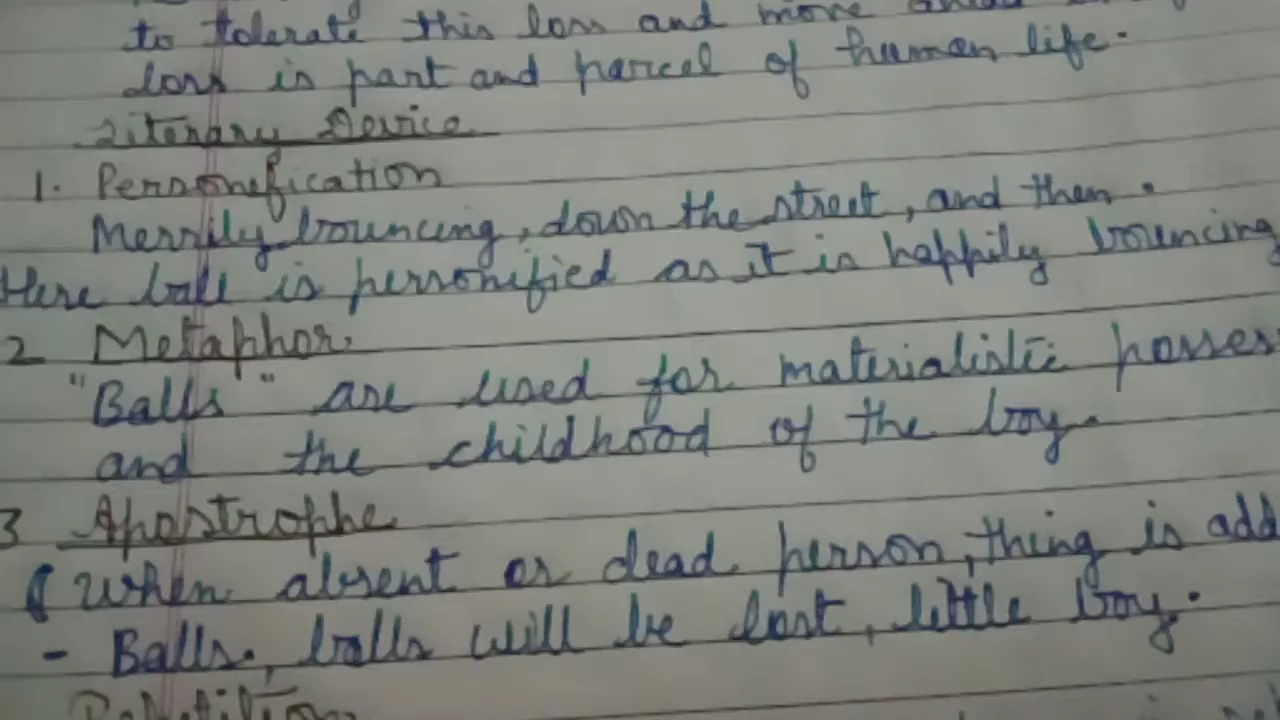 to tolerate this loss and move
loss is part and parcel of human life.
Literary Device
1. Personification
Merrily bouncing, down the street, and then.
Here ball is personified as it is happily bouncing
2 Metaphor.
"Balls" are used for materialistic posses
and the childhood of the boy.
3 Apostrophe
( When absent or dead person, thing is add
- Balls, balls will be lost, little boy.
Repetition